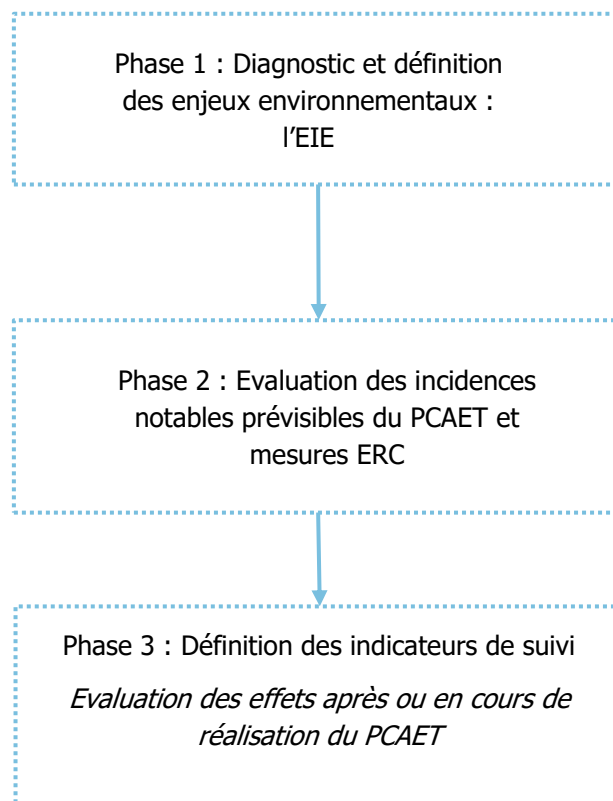 Phase 1 : Diagnostic et définition
des enjeux environnementaux :
l'EIE
Phase 2 : Evaluation des incidences
notables prévisibles du PCAET et
mesures ERC
Phase 3 : Définition des indicateurs de suivi
Evaluation des effets après ou en cours de
réalisation du PCAET